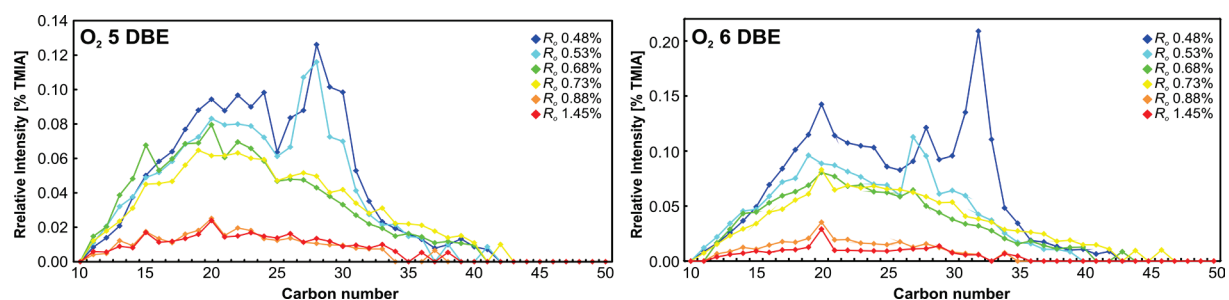 O₂ 5 DBE
Rrelative Intensity [% TMIA]
0.14
0.12
0.10
0.08
0.06
0.04
0.02
0.00
Rₒ 0.48%
Rₒ 0.53%
Rₒ 0.68%
Rₒ 0.73%
Rₒ 0.88%
Rₒ 1.45%
10 15 20 25 30 35 40 45 50
Carbon number
O₂ 6 DBE
Rrelative Intensity [% TMIA]
0.20
0.15
0.10
0.05
0.00
Rₒ 0.48%
Rₒ 0.53%
Rₒ 0.68%
Rₒ 0.73%
Rₒ 0.88%
Rₒ 1.45%
10 15 20 25 30 35 40 45 50
Carbon number